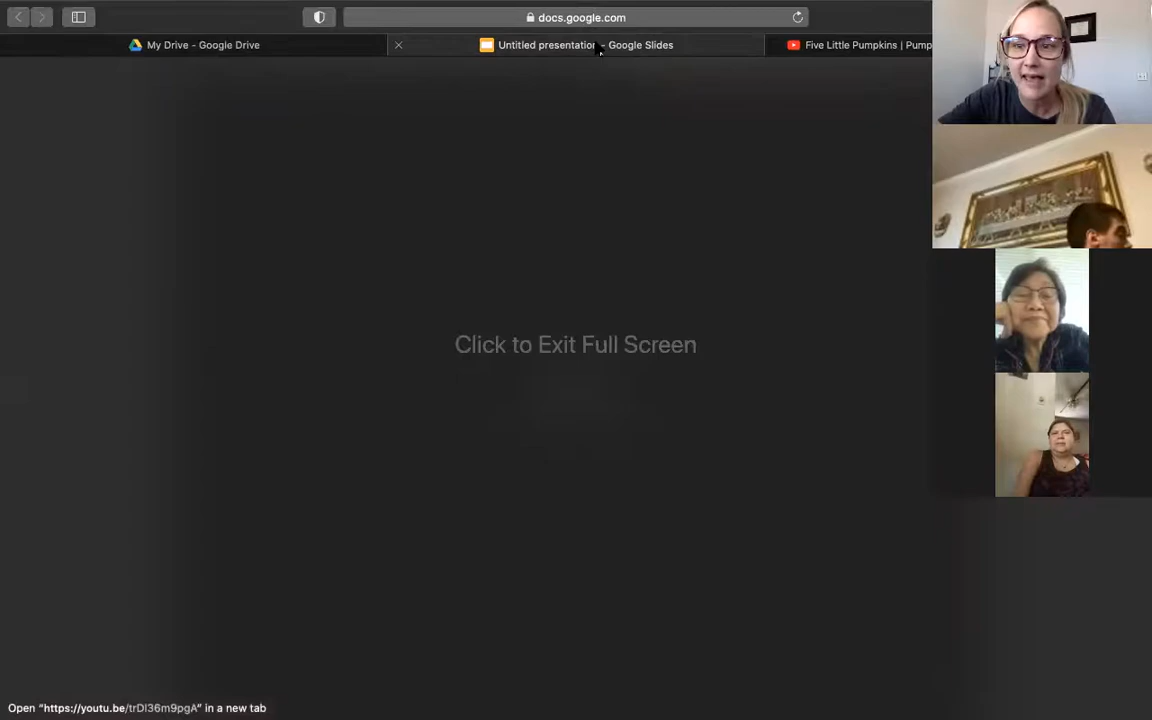 docs.google.com
My Drive - Google Drive
Untitled presentation - Google Slides
Five Little Pumpkins | Pump
Click to Exit Full Screen
Open "https://youtu.be/trDI36m9pgA" in a new tab